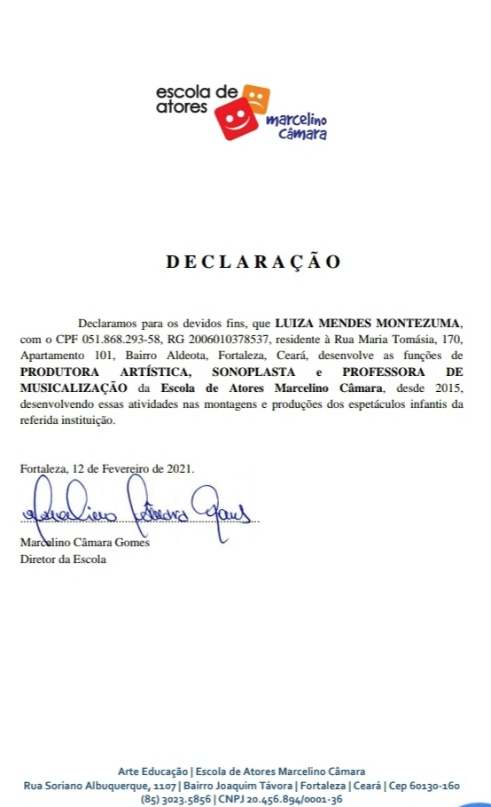 escola de
atores
marcelino
câmara
DECLARAÇÃO
Declaramos para os devidos fins, que LUIZA MENDES MONTEZUMA,
com o CPF 051.868.293-58, RG 2006010378537, residente à Rua Maria Tomásia, 170,
Apartamento 101, Bairro Aldeota, Fortaleza, Ceará, desenvolve as funções de
PRODUTORA ARTÍSTICA, SONOPLASTA e PROFESSORA DE
MUSICALIZAÇÃO da Escola de Atores Marcelino Câmara, desde 2015,
desenvolvendo essas atividades nas montagens e produções dos espetáculos infantis da
referida instituição.
Fortaleza, 12 de Fevereiro de 2021.
Marcelino Câmara Gomes
Marcelino Câmara Gomes
Diretor da Escola
Arte Educação | Escola de Atores Marcelino Câmara
Rua Soriano Albuquerque, 1107 | Bairro Joaquim Távora | Fortaleza | Ceará | Cep 60130-160
(85) 3023.5856 | CNPJ 20.456.894/0001-36